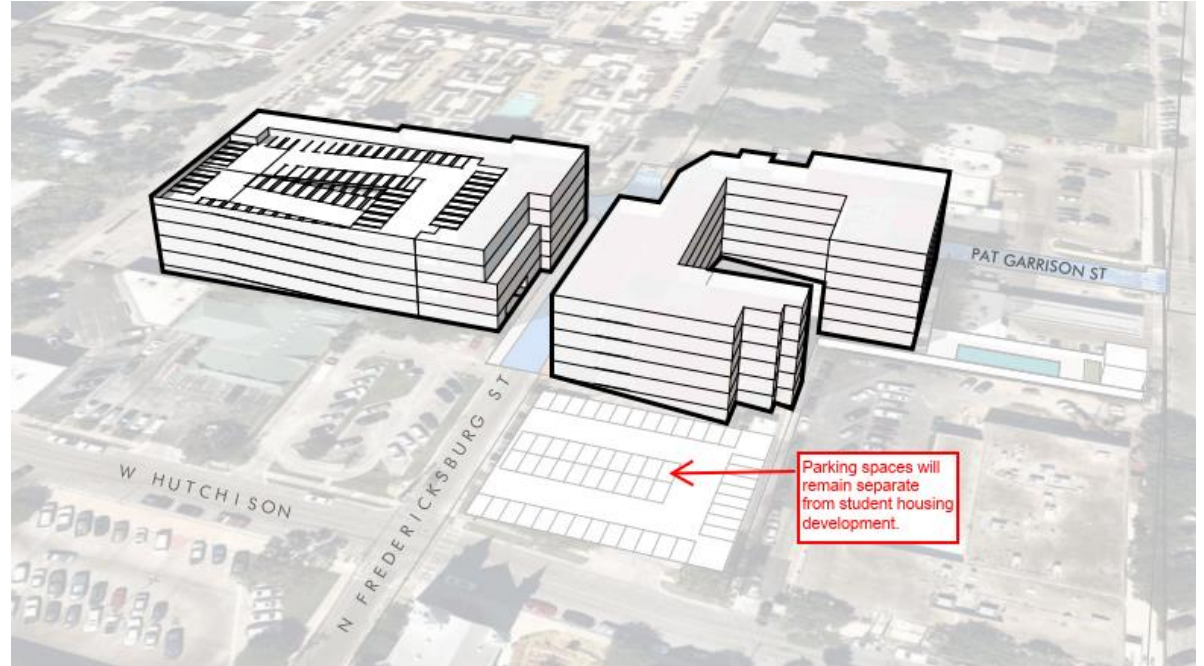 PAT GARRISON ST
W HUTCHISON
N FREDERICKSBURG ST
Parking spaces will
remain separate
from student housing
development.